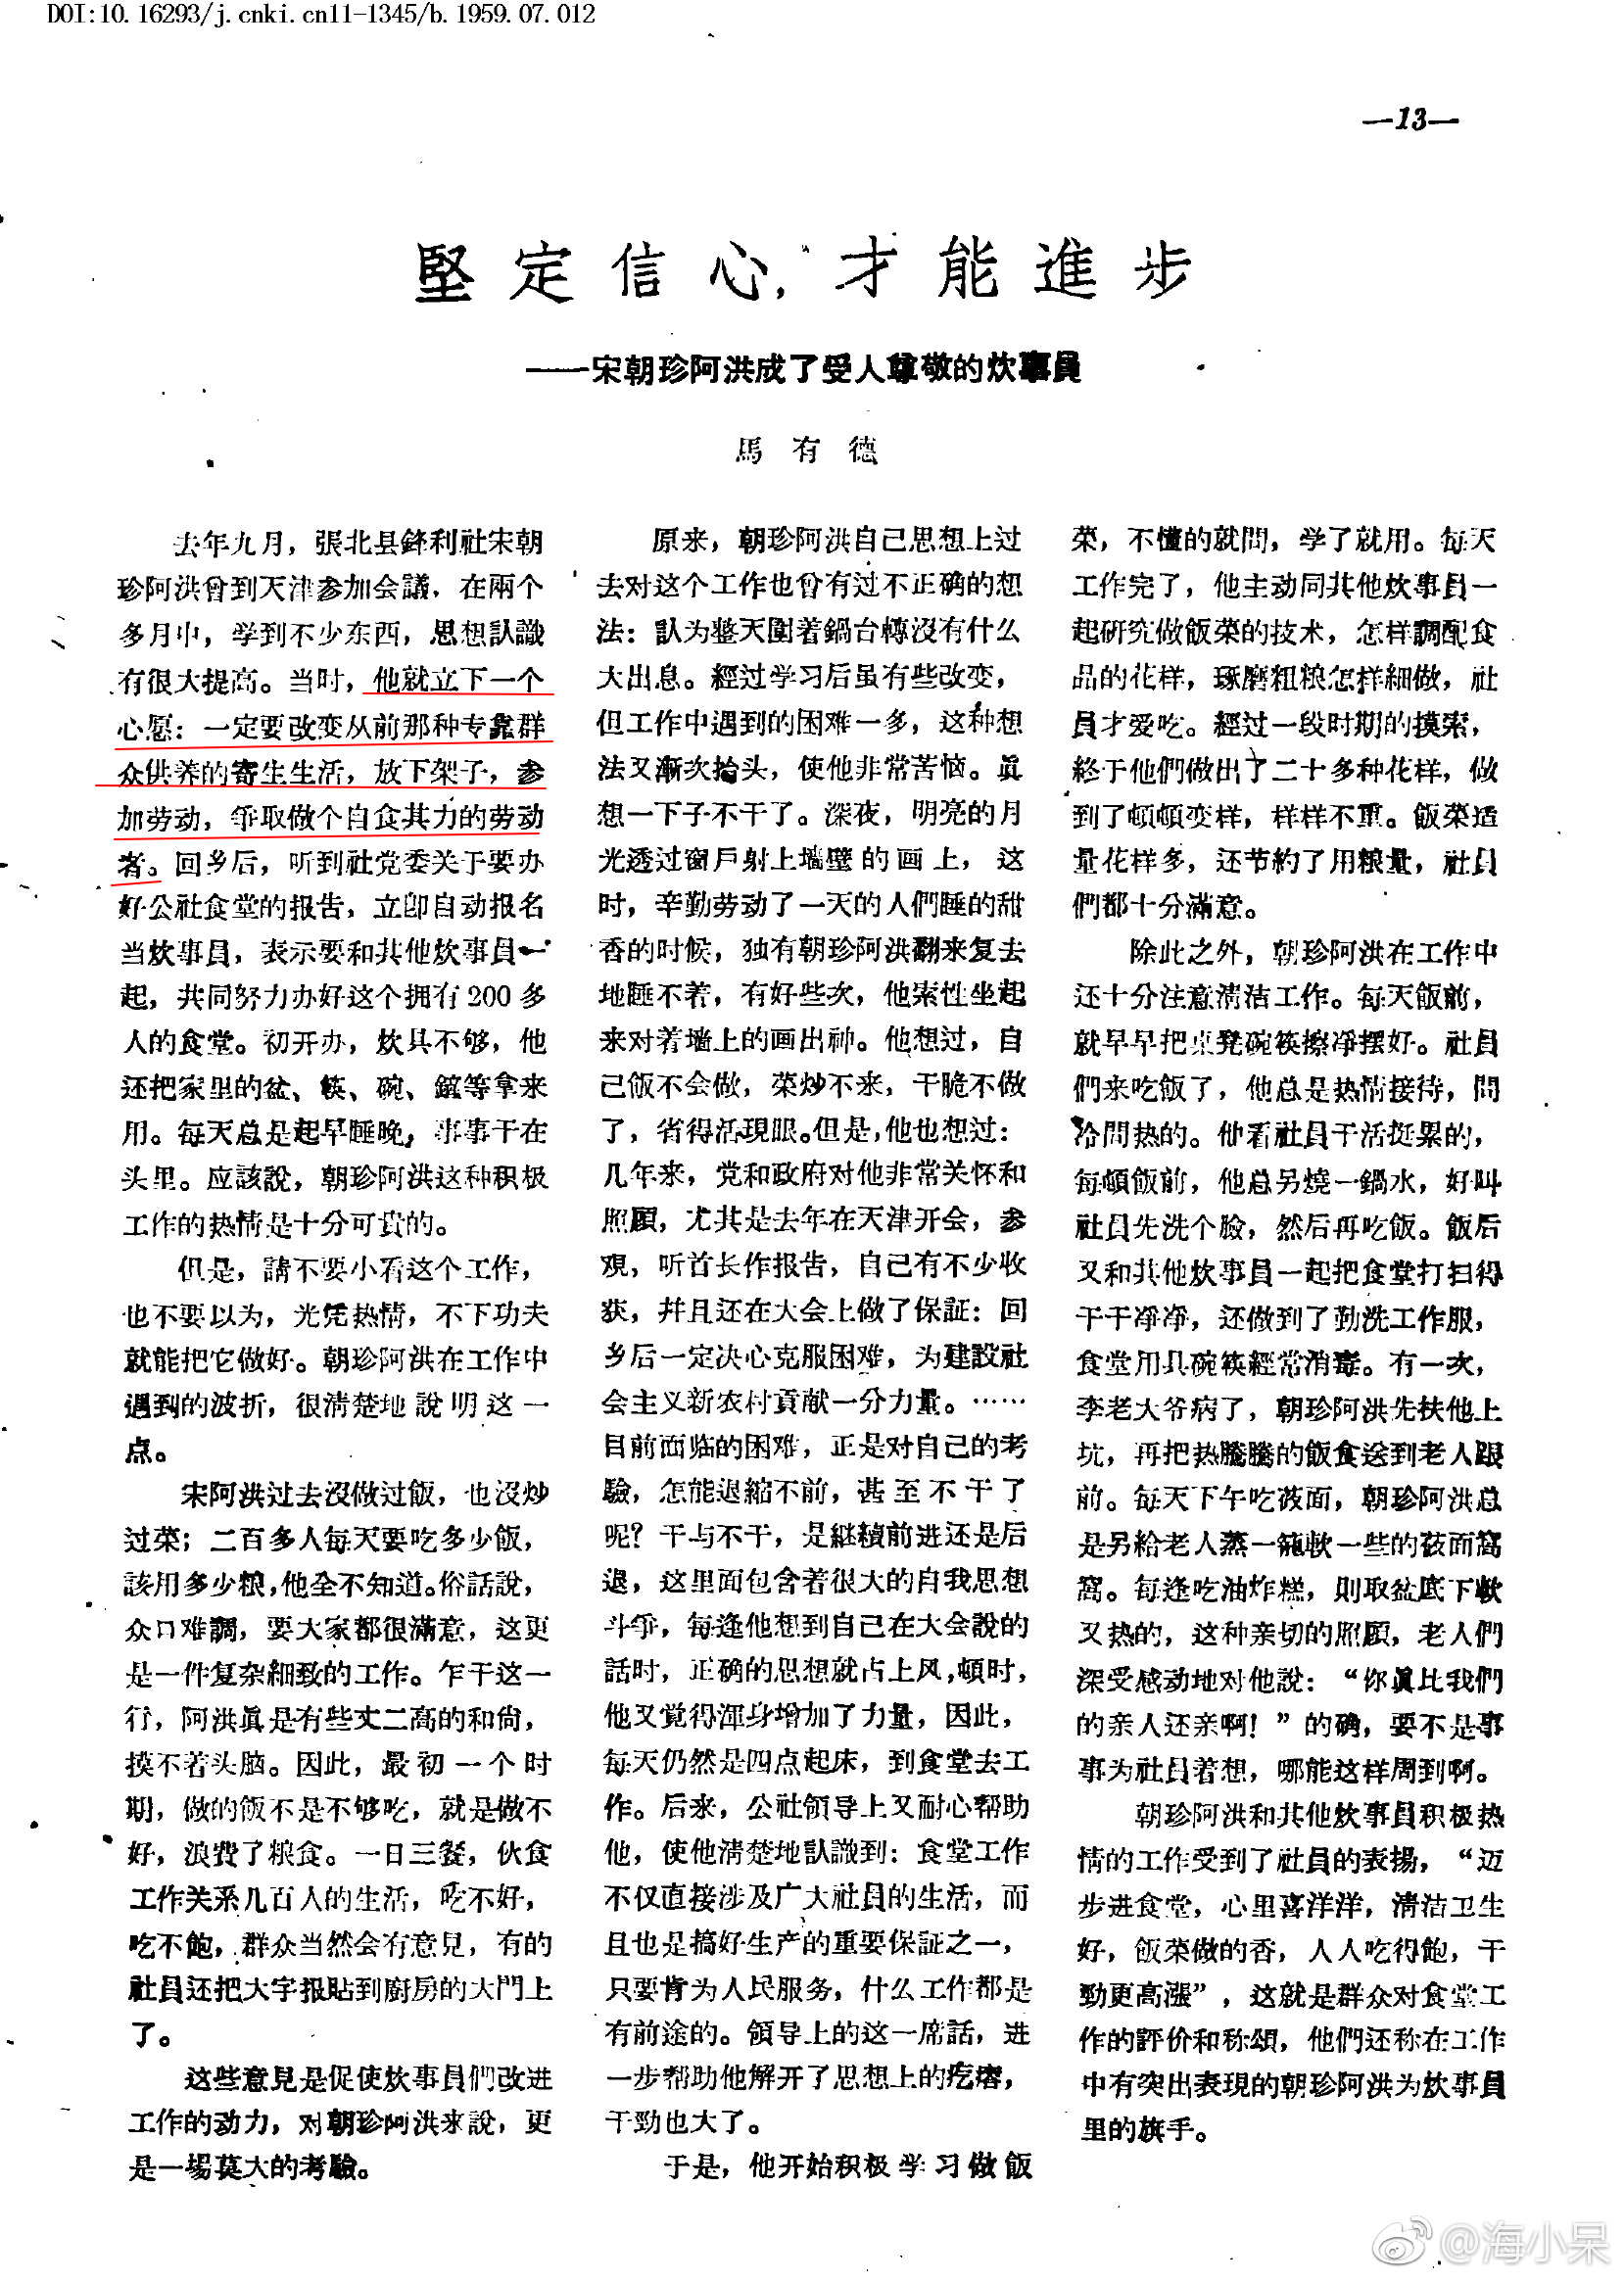 DOI:10.16293/j.cnki.cn11-1345/b.1959.07.012
—13—
堅定信心，才能進步
——宋朝珍阿洪成了受人尊敬的炊事員
馬有德
去年九月，張北县鋒利社宋朝
珍阿洪曾到天津参加会議，在兩个
多月中，学到不少东西，思想認識
有很大提高。当时，他就立下一个
心愿：一定要改变从前那种专靠群
众供养的寄生生活，放下架子，参
加劳动，爭取做个自食其力的劳动
者。回乡后，听到社党委关于要办
好公社食堂的报告，立卽自动报名
当炊事員，表示要和其他炊事員一
起，共同努力办好这个拥有200多
人的食堂。初开办，炊具不够，他
还把家里的盆、筷、碗、鑵等拿来
用。每天总是起早睡晚，事事干在
头里。应該說，朝珍阿洪这种积极
工作的热情是十分可貴的。
但是，請不要小看这个工作，
也不要以为，光凭热情，不下功夫
就能把它做好。朝珍阿洪在工作中
遇到的波折，很清楚地說明这一
点。
宋阿洪过去沒做过飯，也沒炒
过菜；二百多人每天要吃多少飯，
該用多少粮，他全不知道。俗話說，
众口难調，要大家都很滿意，这更
是一件复杂細致的工作。乍干这一
行，阿洪眞是有些丈二高的和尙，
摸不着头脑。因此，最初一个时
期，做的飯不是不够吃，就是做不
好，浪費了粮食。一日三餐，伙食
工作关系几百人的生活，吃不好，
吃不飽，群众当然会有意見，有的
社員还把大字报貼到厨房的大門上
了。
这些意見是促使炊事員們改进
工作的动力，对朝珍阿洪来說，更
是一場莫大的考驗。
原来，朝珍阿洪自己思想上过
去对这个工作也曾有过不正确的想
法：認为整天圍着鍋台轉沒有什么
大出息。經过学习后虽有些改变，
但工作中遇到的困难一多，这种想
法又漸次抬头，使他非常苦恼。眞
想一下子不干了。深夜，明亮的月
光透过窗戶射上墙壁的画上，这
时，辛勤劳动了一天的人們睡的甜
香的时候，独有朝珍阿洪翻来复去
地睡不着，有好些次，他索性坐起
来对着墙上的画出神。他想过，自
己飯不会做，菜炒不来，干脆不做
了，省得活現眼。但是，他也想过：
几年来，党和政府对他非常关怀和
照顧，尤其是去年在天津开会，参
观，听首长作报告，自己有不少收
获，并且还在大会上做了保証：回
乡后一定决心克服困难，为建設社
会主义新农村貢献一分力量。……
目前面临的困难，正是对自己的考
驗，怎能退縮不前，甚至不干了
呢？干与不干，是継續前进还是后
退，这里面包含着很大的自我思想
斗爭，每逢他想到自己在大会說的
話时，正确的思想就占上风，頓时，
他又覚得渾身增加了力量，因此，
每天仍然是四点起床，到食堂去工
作。后来，公社領导上又耐心帮助
他，使他清楚地認識到：食堂工作
不仅直接涉及广大社員的生活，而
且也是搞好生产的重要保証之一，
只要肯为人民服务，什么工作都是
有前途的。領导上的这一席話，进
一步帮助他解开了思想上的疙瘩，
干勁也大了。
于是，他开始积极学习做飯
菜，不懂的就問，学了就用。每天
工作完了，他主动同其他炊事員一
起研究做飯菜的技术，怎样調配食
品的花样，琢磨粗粮怎样細做，社
員才爱吃。經过一段时期的摸索，
終于他們做出了二十多种花样，做
到了頓頓变样，样样不重。飯菜适
量花样多，还节約了用粮量，社員
們都十分滿意。
除此之外，朝珍阿洪在工作中
还十分注意清洁工作。每天飯前，
就早早把桌凳碗筷擦净摆好。社員
們来吃飯了，他总是热情接待，問
冷問热的。他看社員干活挺累的，
每頓飯前，他总另燒一鍋水，好叫
社員先洗个脸，然后再吃飯。飯后
又和其他炊事員一起把食堂打扫得
干干净净，还做到了勤洗工作服，
食堂用具碗筷經常消毒。有一次，
李老大爷病了，朝珍阿洪先扶他上
坑，再把热騰騰的飯食送到老人跟
前。每天下午吃莜面，朝珍阿洪总
是另給老人蒸一籠軟一些的莜面窩
窩。每逢吃油炸糕，則取盆底下軟
又热的，这种亲切的照顧，老人們
深受感动地对他說：“你眞比我們
的亲人还亲啊！”的确，要不是事
事为社員着想，哪能这样周到啊。
朝珍阿洪和其他炊事員积极热
情的工作受到了社員的表揚，“迈
步进食堂，心里喜洋洋，清洁卫生
好，飯菜做的香，人人吃得飽，干
勁更高漲”，这就是群众对食堂工
作的評价和称頌，他們还称在工作
中有突出表現的朝珍阿洪为炊事員
里的旗手。
@海小呆